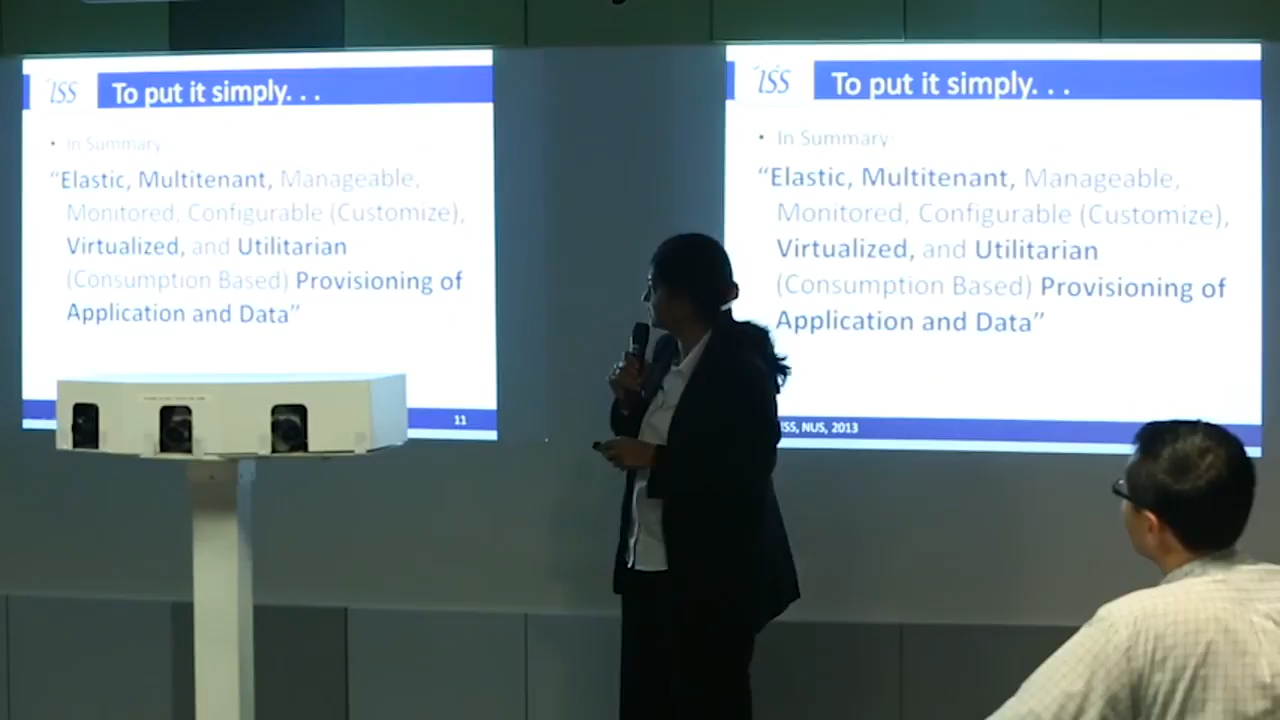 ISS
To put it simply. . .
• In Summary
“Elastic, Multitenant, Manageable,
Monitored, Configurable (Customize),
Virtualized, and Utilitarian
(Consumption Based) Provisioning of
Application and Data”
11
ISS
To put it simply. . .
• In Summary
“Elastic, Multitenant, Manageable,
Monitored, Configurable (Customize),
Virtualized, and Utilitarian
(Consumption Based) Provisioning of
Application and Data”
ISS, NUS, 2013